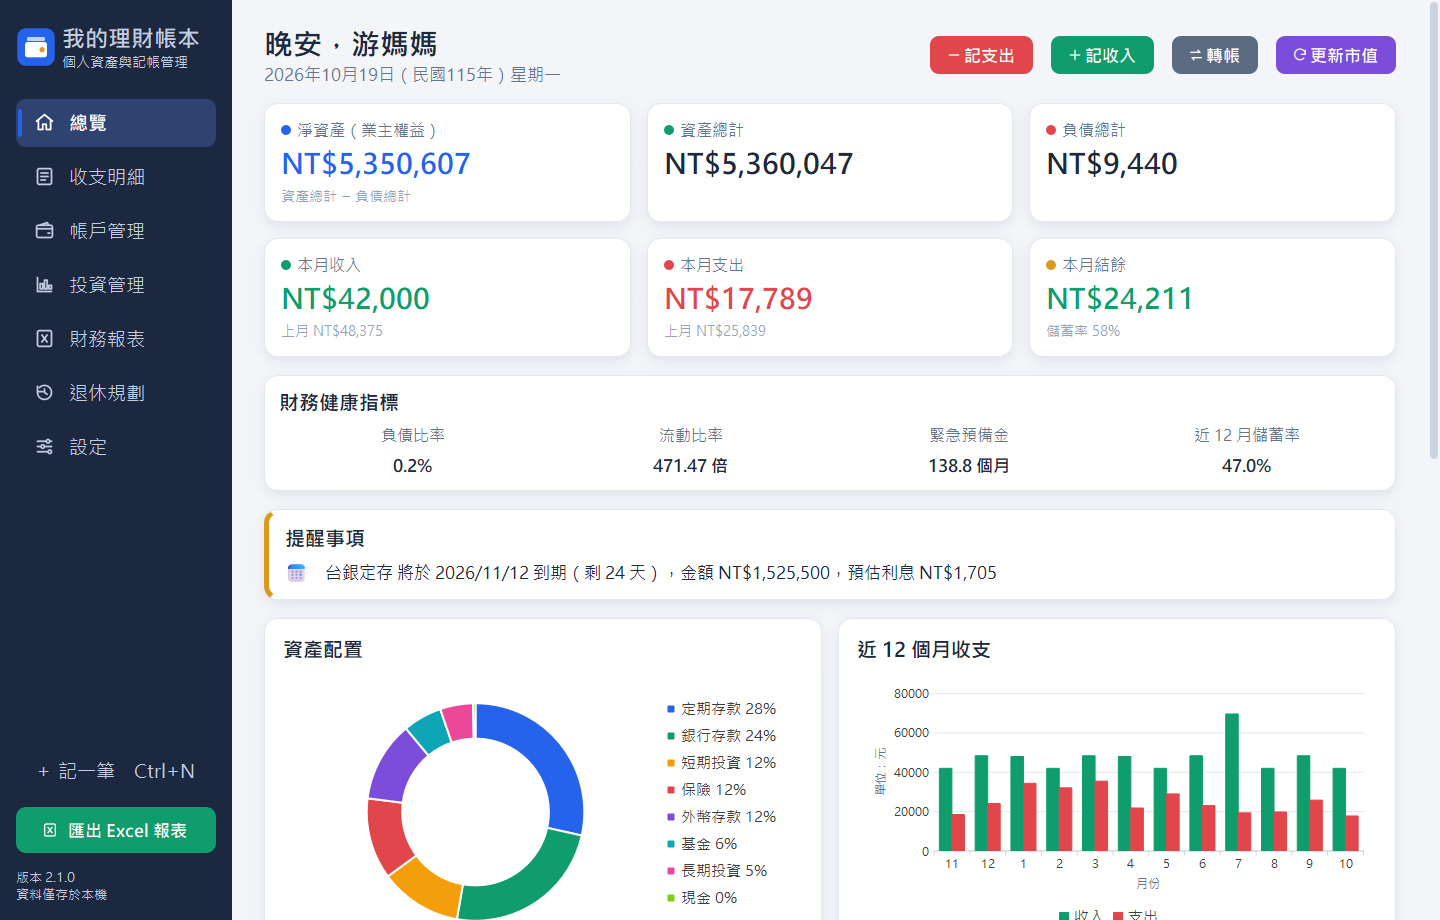 我的理財帳本
個人資產與記帳管理
總覽
收支明細
帳戶管理
投資管理
財務報表
退休規劃
設定
+ 記一筆 Ctrl+N
匯出 Excel 報表
版本 2.1.0
資料僅存於本機
晚安，游媽媽
2026年10月19日（民國115年）星期一
記支出
記收入
轉帳
更新市值
淨資產（業主權益）
NT$5,350,607
資產總計 − 負債總計
資產總計
NT$5,360,047
負債總計
NT$9,440
本月收入
NT$42,000
上月 NT$48,375
本月支出
NT$17,789
上月 NT$25,839
本月結餘
NT$24,211
儲蓄率 58%
財務健康指標
負債比率
0.2%
流動比率
471.47 倍
緊急預備金
138.8 個月
近 12 月儲蓄率
47.0%
提醒事項
台銀定存 將於 2026/11/12 到期（剩 24 天），金額 NT$1,525,500，預估利息 NT$1,705
資產配置
定期存款 28%
銀行存款 24%
短期投資 12%
保險 12%
外幣存款 12%
基金 6%
長期投資 5%
現金 0%
近 12 個月收支
80000
60000
40000
20000
0
單位：元
11 12 1 2 3 4 5 6 7 8 9 10
月份
收入 支出